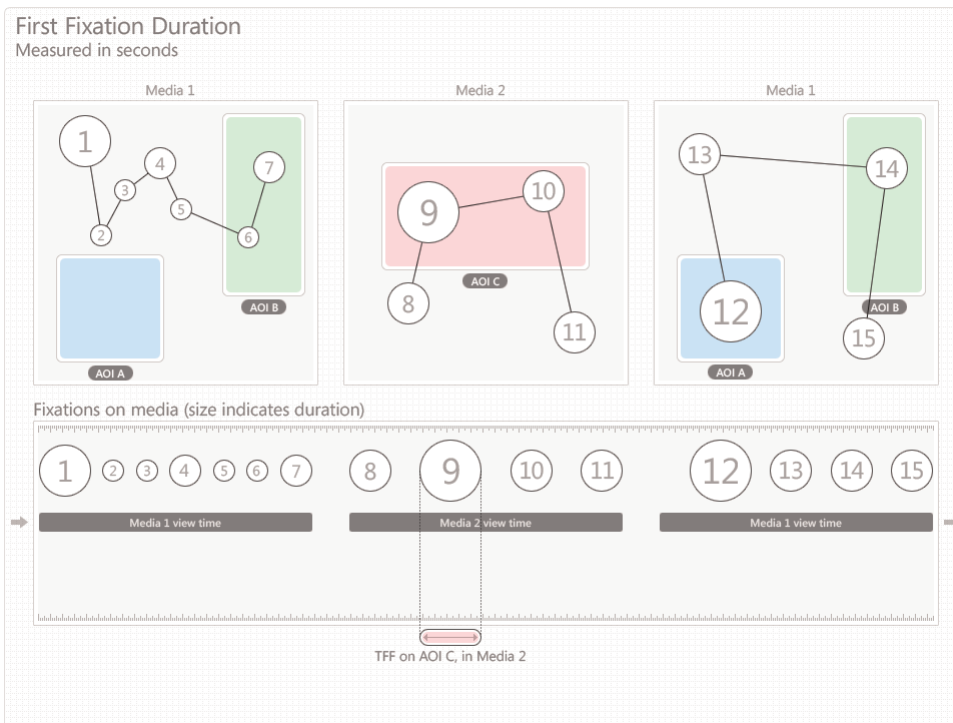 First Fixation Duration
Measured in seconds
Media 1
Media 2
Media 1
1
2
3
4
5
6
7
AOI B
AOI A
9
10
AOI C
8
11
13
14
12
AOI B
15
AOI A
Fixations on media (size indicates duration)
1 2 3 4 5 6 7 8 9 10 11 12 13 14 15
Media 1 view time
Media 2 view time
Media 1 view time
TFF on AOI C, in Media 2